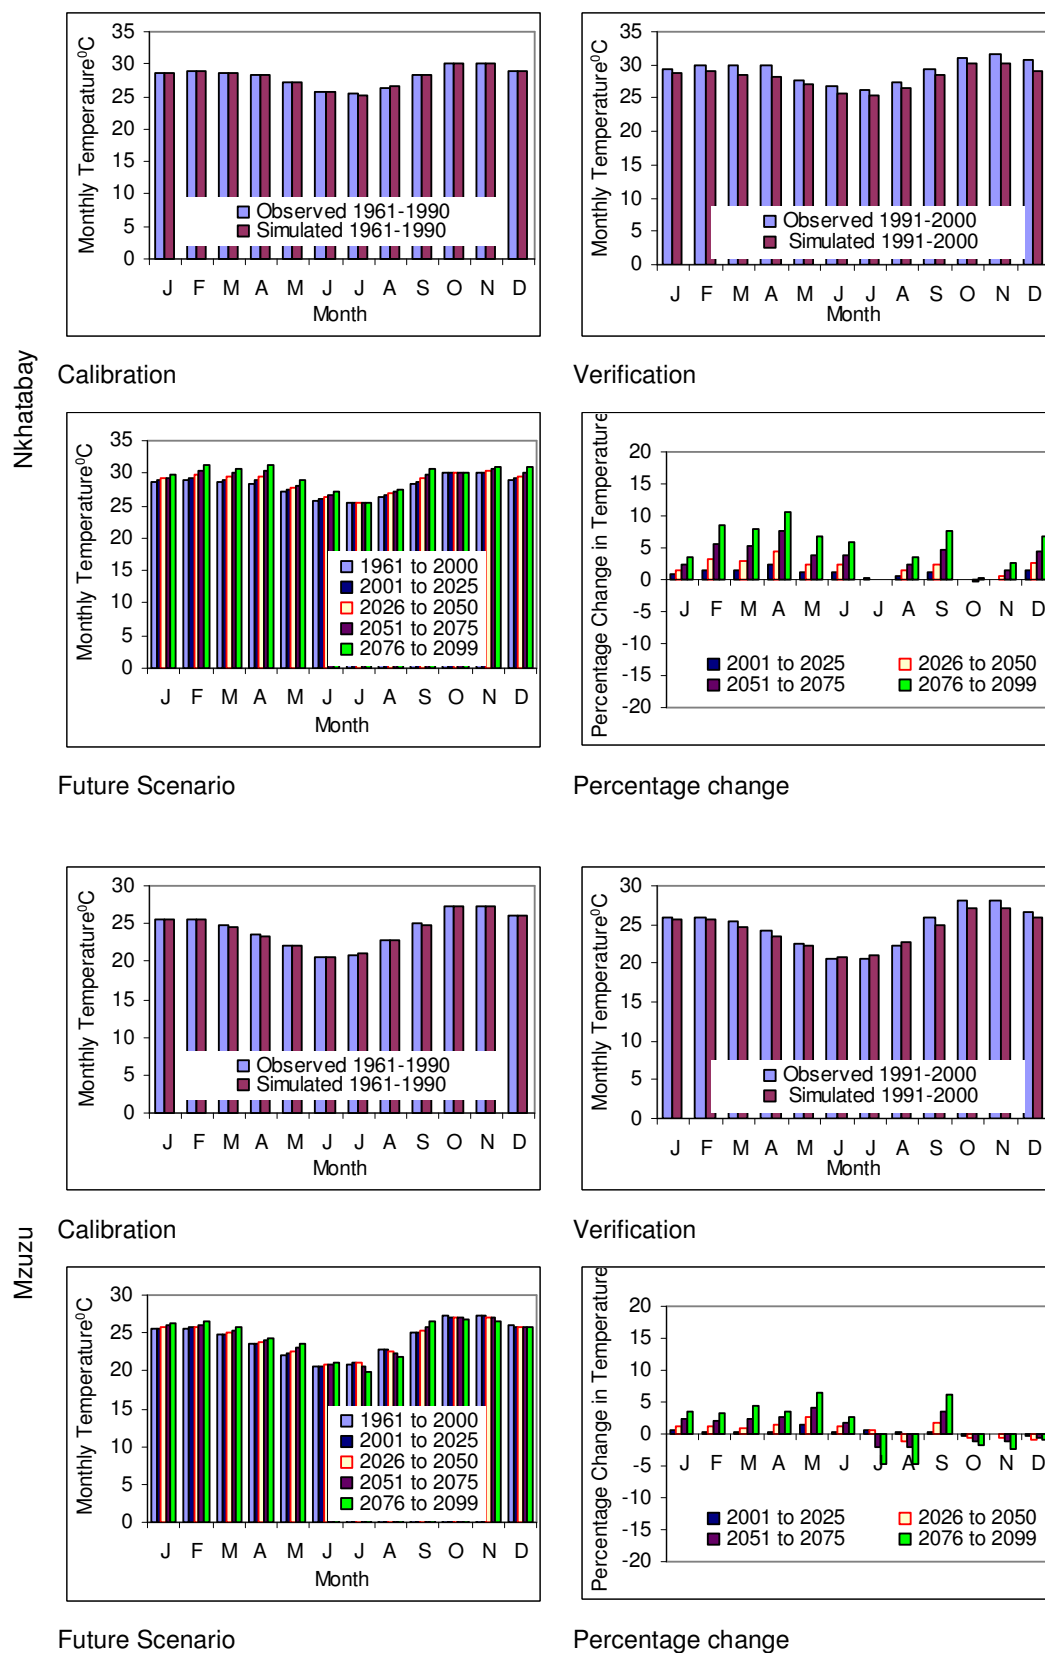 Nkhatabay
Monthly Temperature⁰C
35
30
25
20
15
10
5
0
Observed 1961-1990
Simulated 1961-1990
J F M A M J J A S O N D
Month
Calibration
Monthly Temperature⁰C
35
30
25
20
15
10
5
0
Observed 1991-2000
Simulated 1991-2000
J F M A M J J A S O N D
Month
Verification
Monthly Temperature⁰C
35
30
25
20
15
10
5
0
1961 to 2000
2001 to 2025
2026 to 2050
2051 to 2075
2076 to 2099
J F M A M J J A S O N D
Month
Future Scenario
Percentage Change in Temperature
20
15
10
5
0
-5
-10
-15
-20
J F M A M J J A S O N D
2001 to 2025 2026 to 2050
2051 to 2075 2076 to 2099
Percentage change
Mzuzu
Monthly Temperature⁰C
30
25
20
15
10
5
0
Observed 1961-1990
Simulated 1961-1990
J F M A M J J A S O N D
Month
Calibration
Monthly Temperature⁰C
30
25
20
15
10
5
0
Observed 1991-2000
Simulated 1991-2000
J F M A M J J A S O N D
Month
Verification
Monthly Temperature⁰C
30
25
20
15
10
5
0
1961 to 2000
2001 to 2025
2026 to 2050
2051 to 2075
2076 to 2099
J F M A M J J A S O N D
Month
Future Scenario
Percentage Change in Temperature
20
15
10
5
0
-5
-10
-15
-20
J F M A M J J A S O N D
2001 to 2025 2026 to 2050
2051 to 2075 2076 to 2099
Percentage change